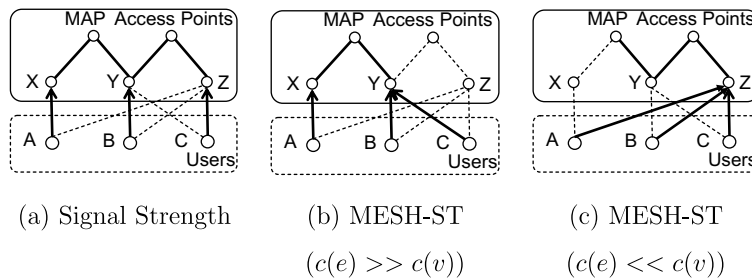 MAP Access Points MAP Access Points MAP Access Points
X Y Z X Y Z X Y Z
A B C A B C A B C
Users Users Users
(a) Signal Strength (b) MESH-ST (c) MESH-ST
(c(e) >> c(v)) (c(e) << c(v))